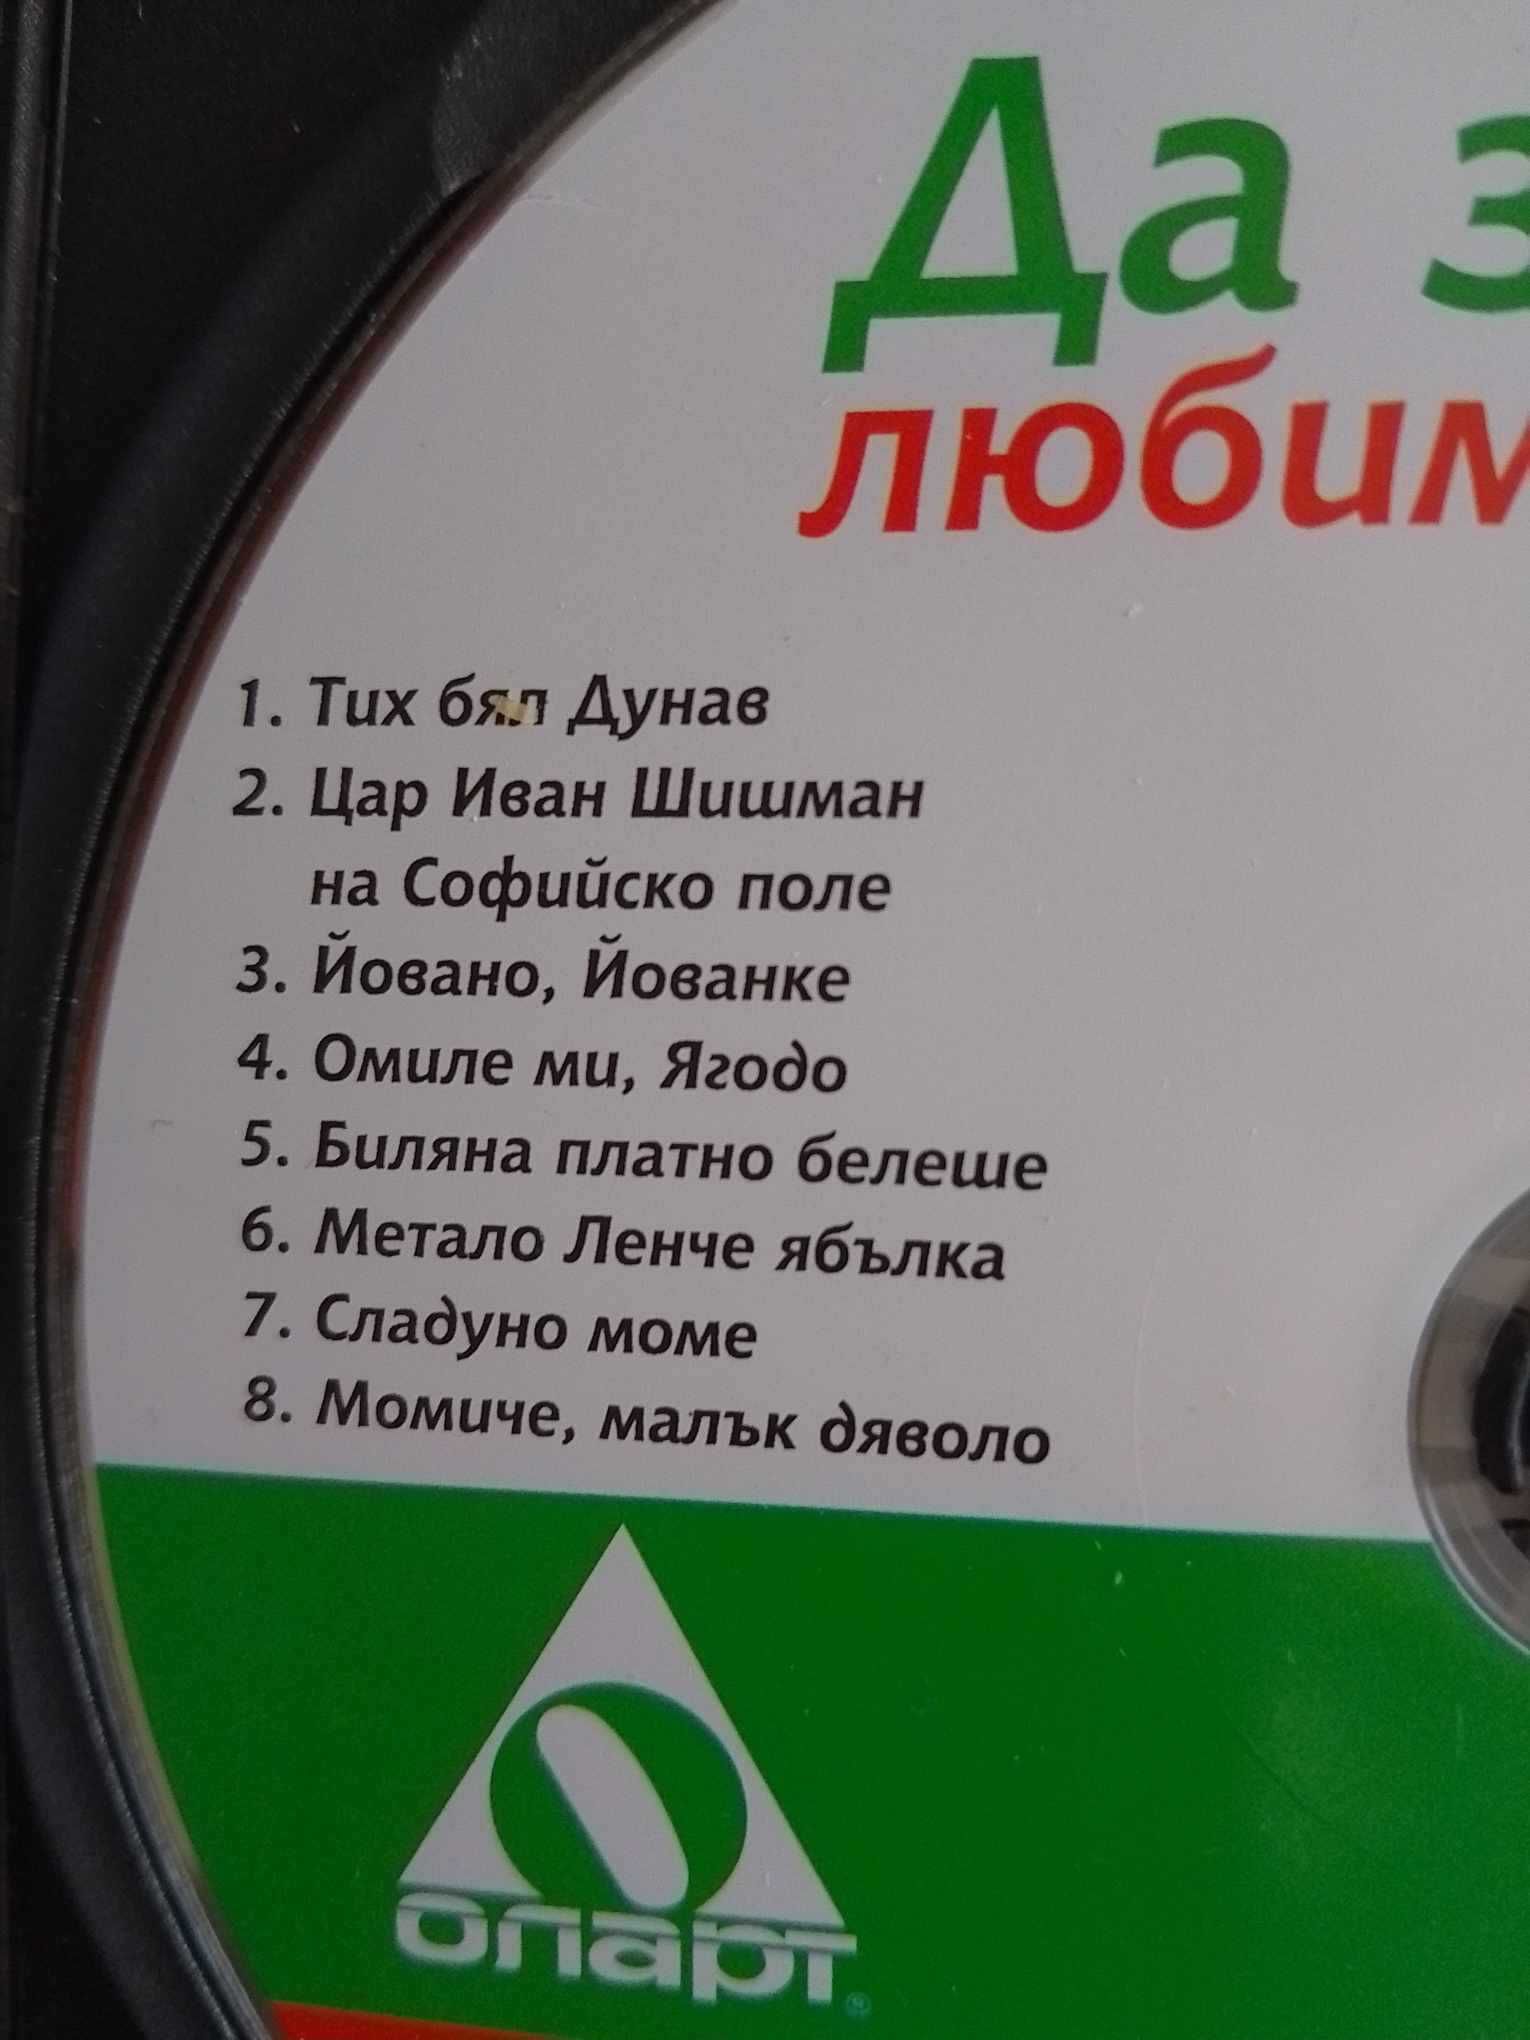 Да з
любим
1. Тих бял Дунав
2. Цар Иван Шишман
на Софийско поле
3. Йовано, Йованке
4. Омиле ми, Ягодо
5. Биляна платно белеше
6. Метало Ленче ябълка
7. Сладуно моме
8. Момиче, малък дяволо
оларт
®